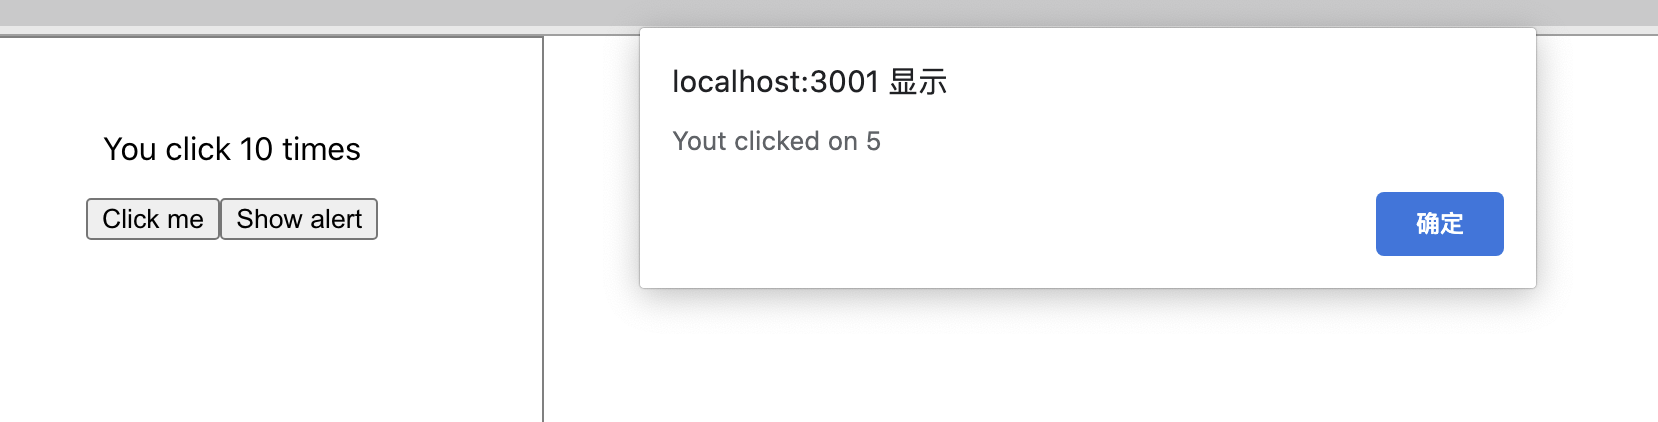 You click 10 times
Click me Show alert
localhost:3001 显示
Yout clicked on 5
确定